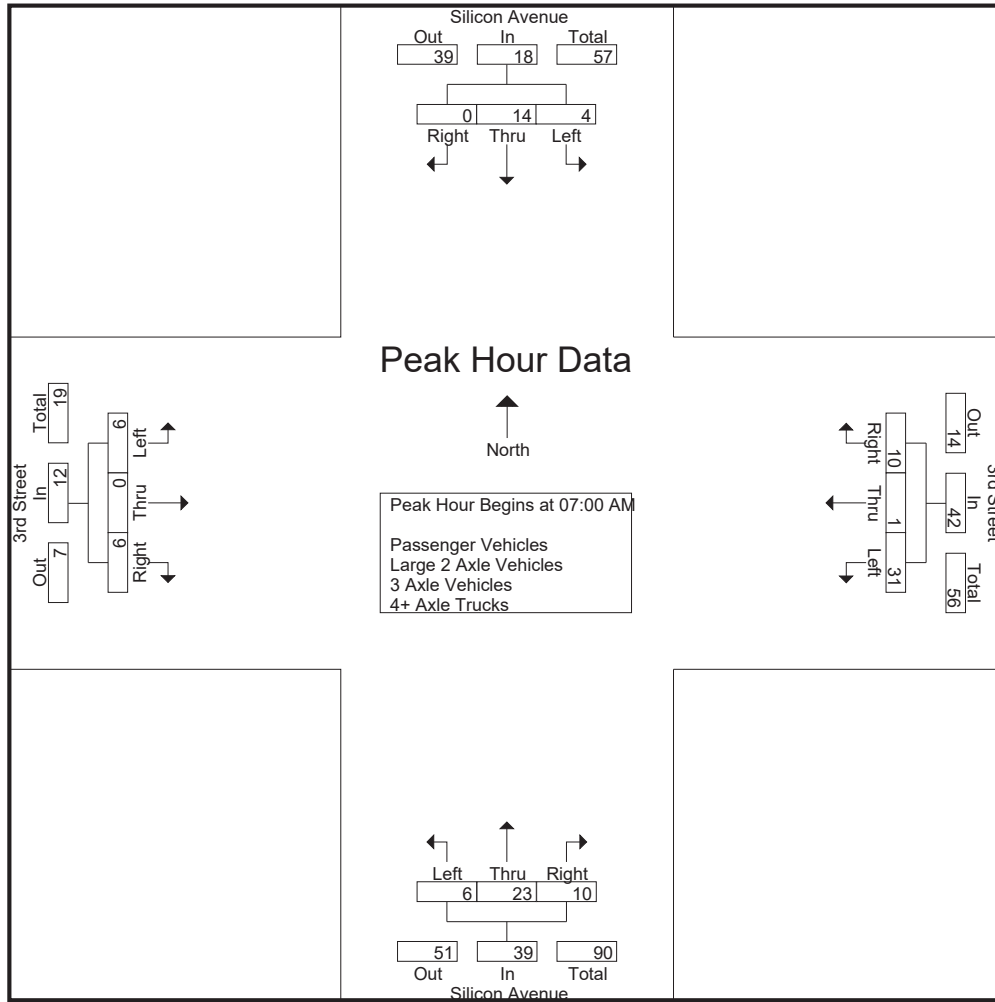 Silicon Avenue
Out In Total
39 18 57
0 14 4
Right Thru Left
Peak Hour Data
North
Peak Hour Begins at 07:00 AM
Passenger Vehicles
Large 2 Axle Vehicles
3 Axle Vehicles
4+ Axle Trucks
3rd Street
Out In Total
7 12 19
6 0 6
Right Thru Left
3rd Street
Out In Total
14 42 56
10 1 31
Right Thru Left
Left Thru Right
6 23 10
51 39 90
Out In Total
Silicon Avenue